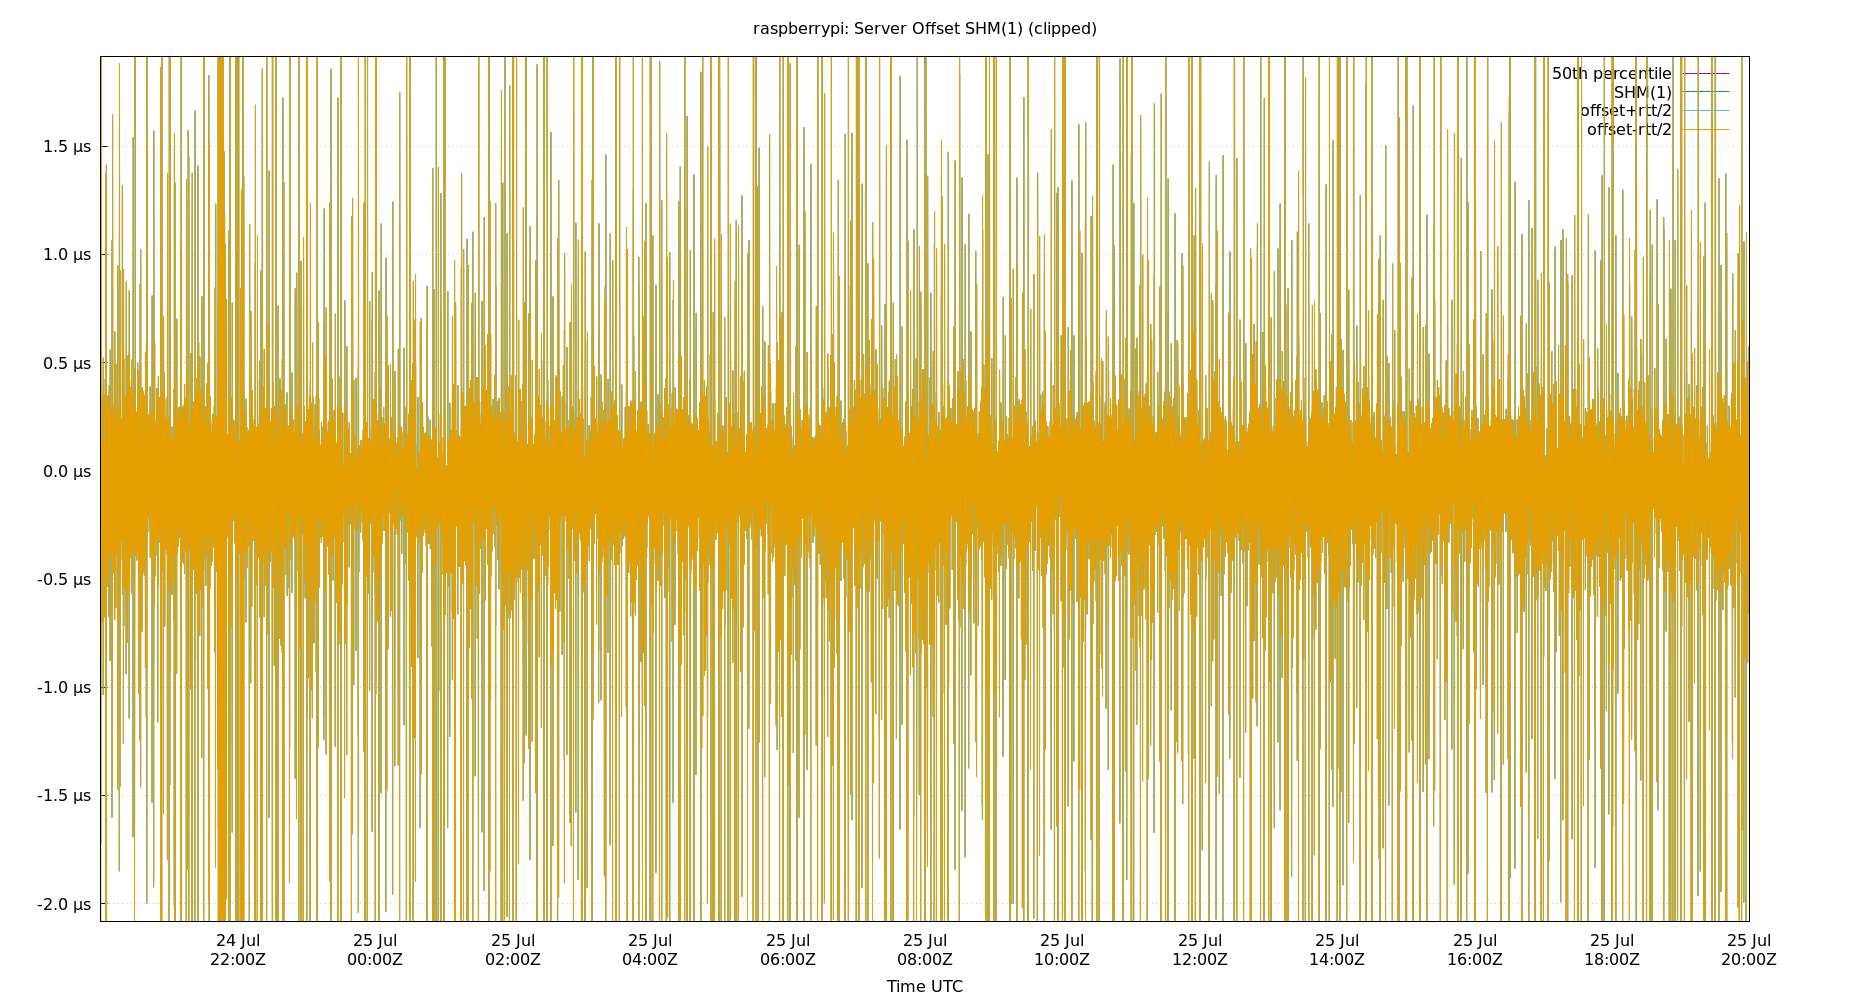 raspberrypi: Server Offset SHM(1) (clipped)
50th percentile
SHM(1)
offset+rtt/2
offset-rtt/2
1.5 µs
1.0 µs
0.5 µs
0.0 µs
-0.5 µs
-1.0 µs
-1.5 µs
-2.0 µs
24 Jul 25 Jul 25 Jul 25 Jul 25 Jul 25 Jul 25 Jul 25 Jul 25 Jul 25 Jul 25 Jul 25 Jul
22:00Z 00:00Z 02:00Z 04:00Z 06:00Z 08:00Z 10:00Z 12:00Z 14:00Z 16:00Z 18:00Z 20:00Z
Time UTC